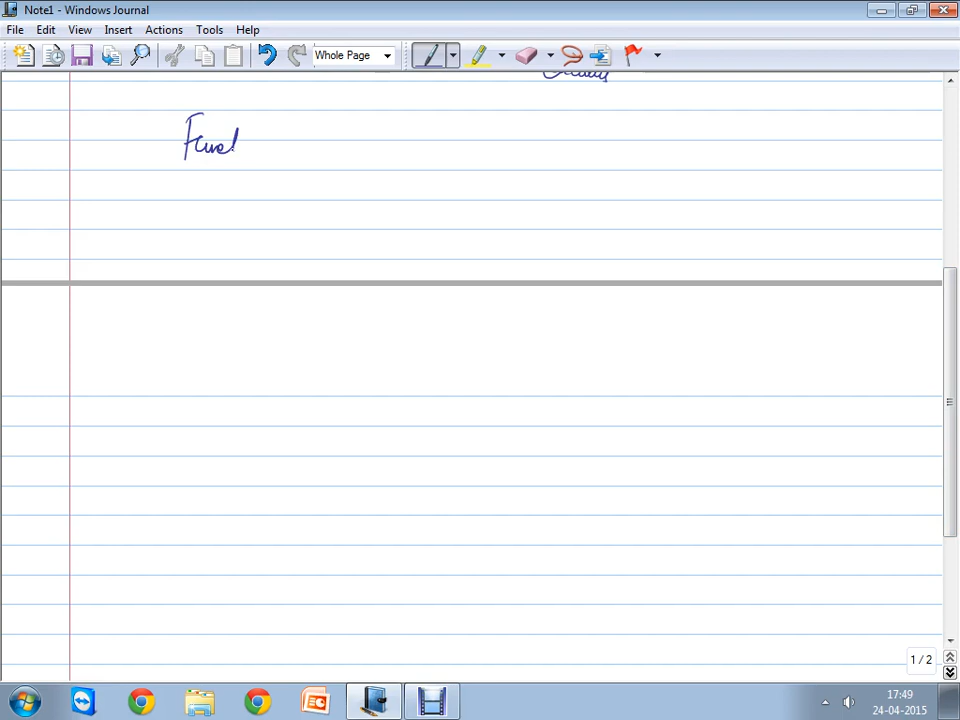 Note1 - Windows Journal
File Edit View Insert Actions Tools Help
Whole Page
1 / 2
17:49
24-04-2015